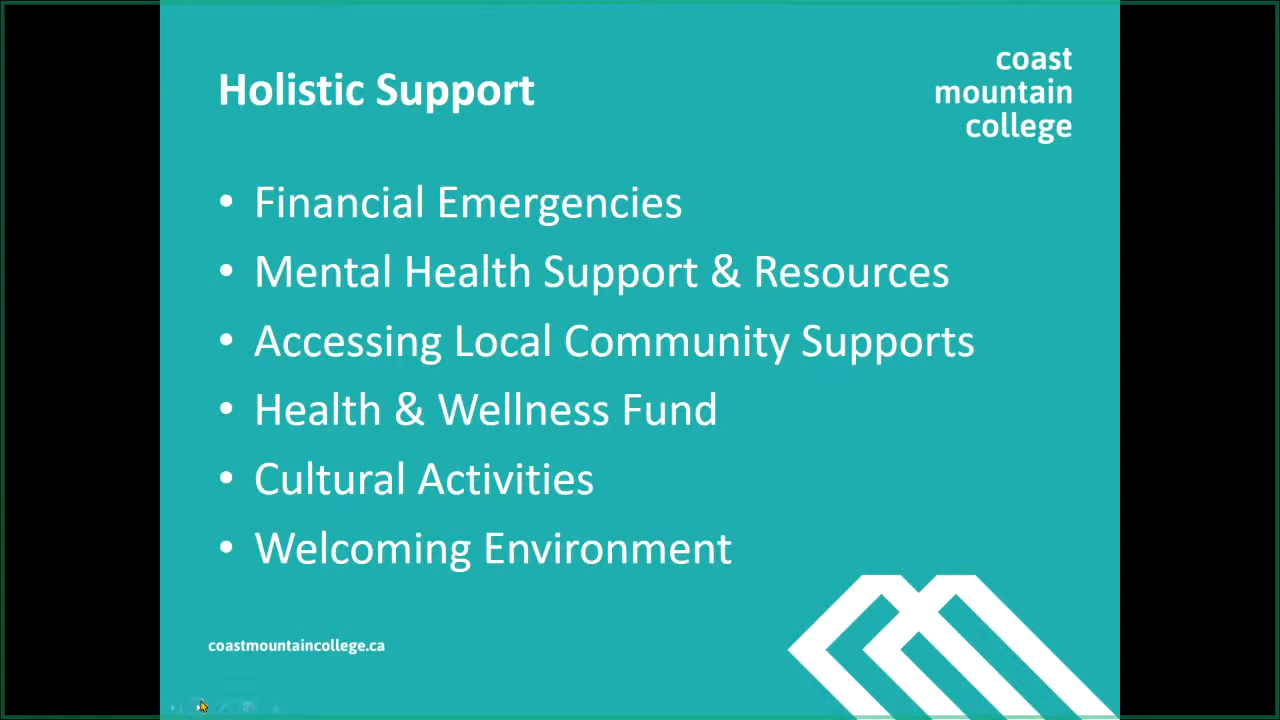 Holistic Support
coast
mountain
college
• Financial Emergencies
• Mental Health Support & Resources
• Accessing Local Community Supports
• Health & Wellness Fund
• Cultural Activities
• Welcoming Environment
coastmountaincollege.ca